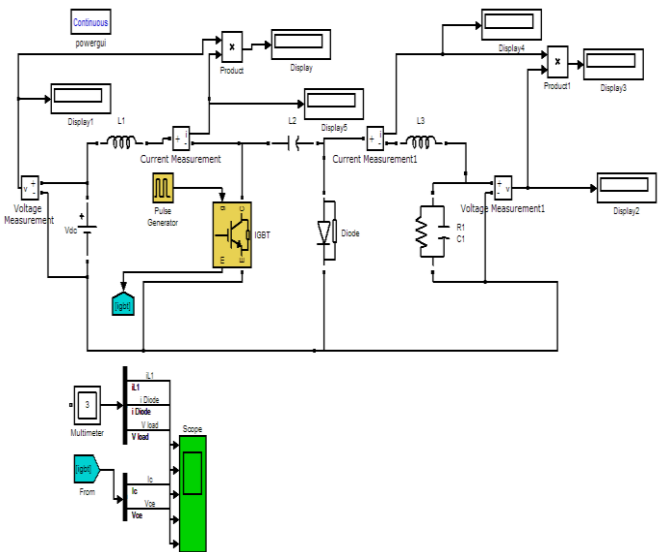 Continuous
powergui
x
Product
Display
Display4
x
Product1
Display3
Display1
L1
i
+
-
Current Measurement
L2
Display5
i
+
-
Current Measurement1
L3
v
+
-
Voltage
Measurement
+
Vdc
Pulse
Generator
g
C
m
E
IGBT
Diode
R1
C1
+
-
v
Voltage Measurement1
Display2
[igbt]
3
Multimeter
iL1
iL1
i Diode
i Diode
V load
V load
Scope
[igbt]
From
Ic
Ic
Vce
Vce